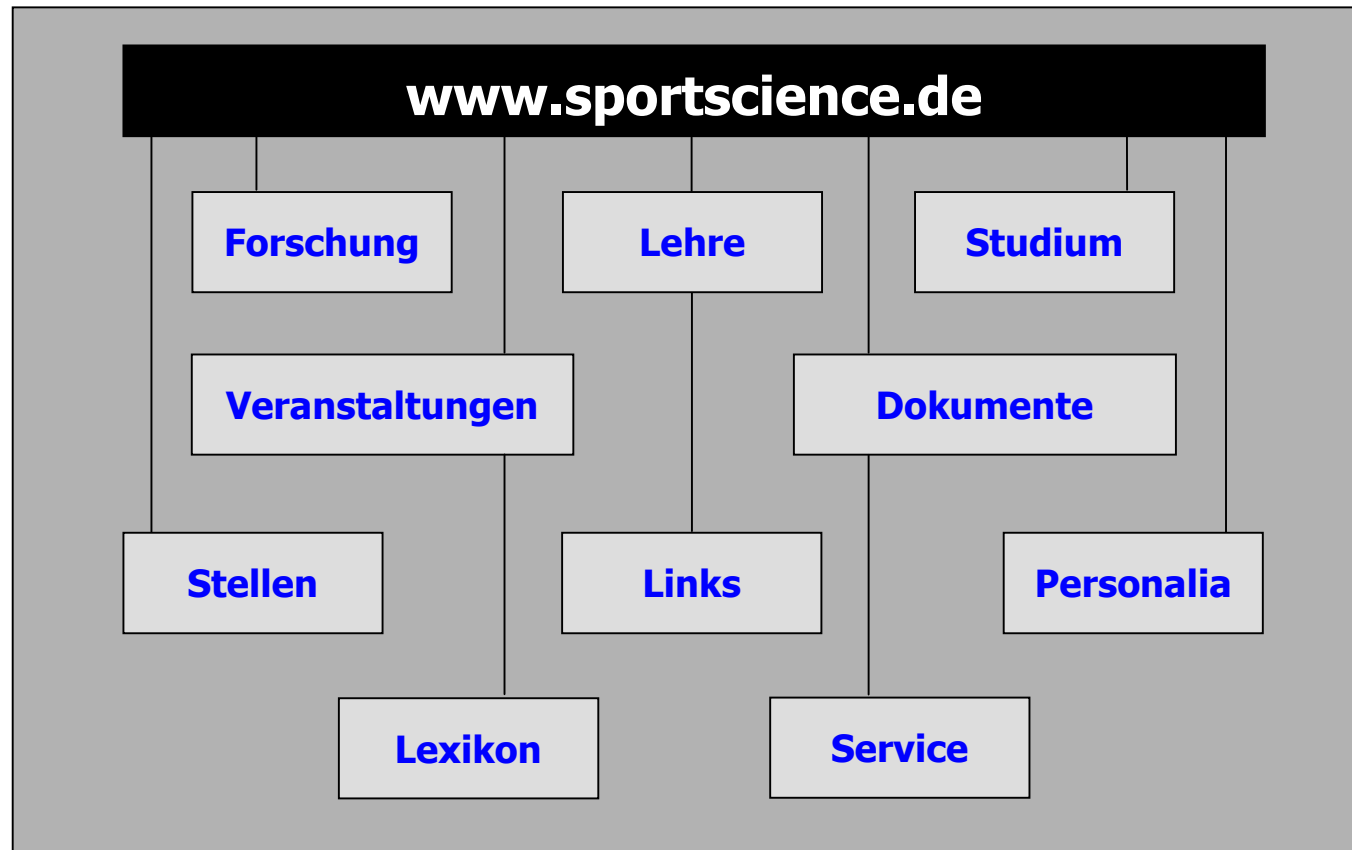 www.sportscience.de
Forschung
Lehre
Studium
Veranstaltungen
Dokumente
Stellen
Links
Personalia
Lexikon
Service